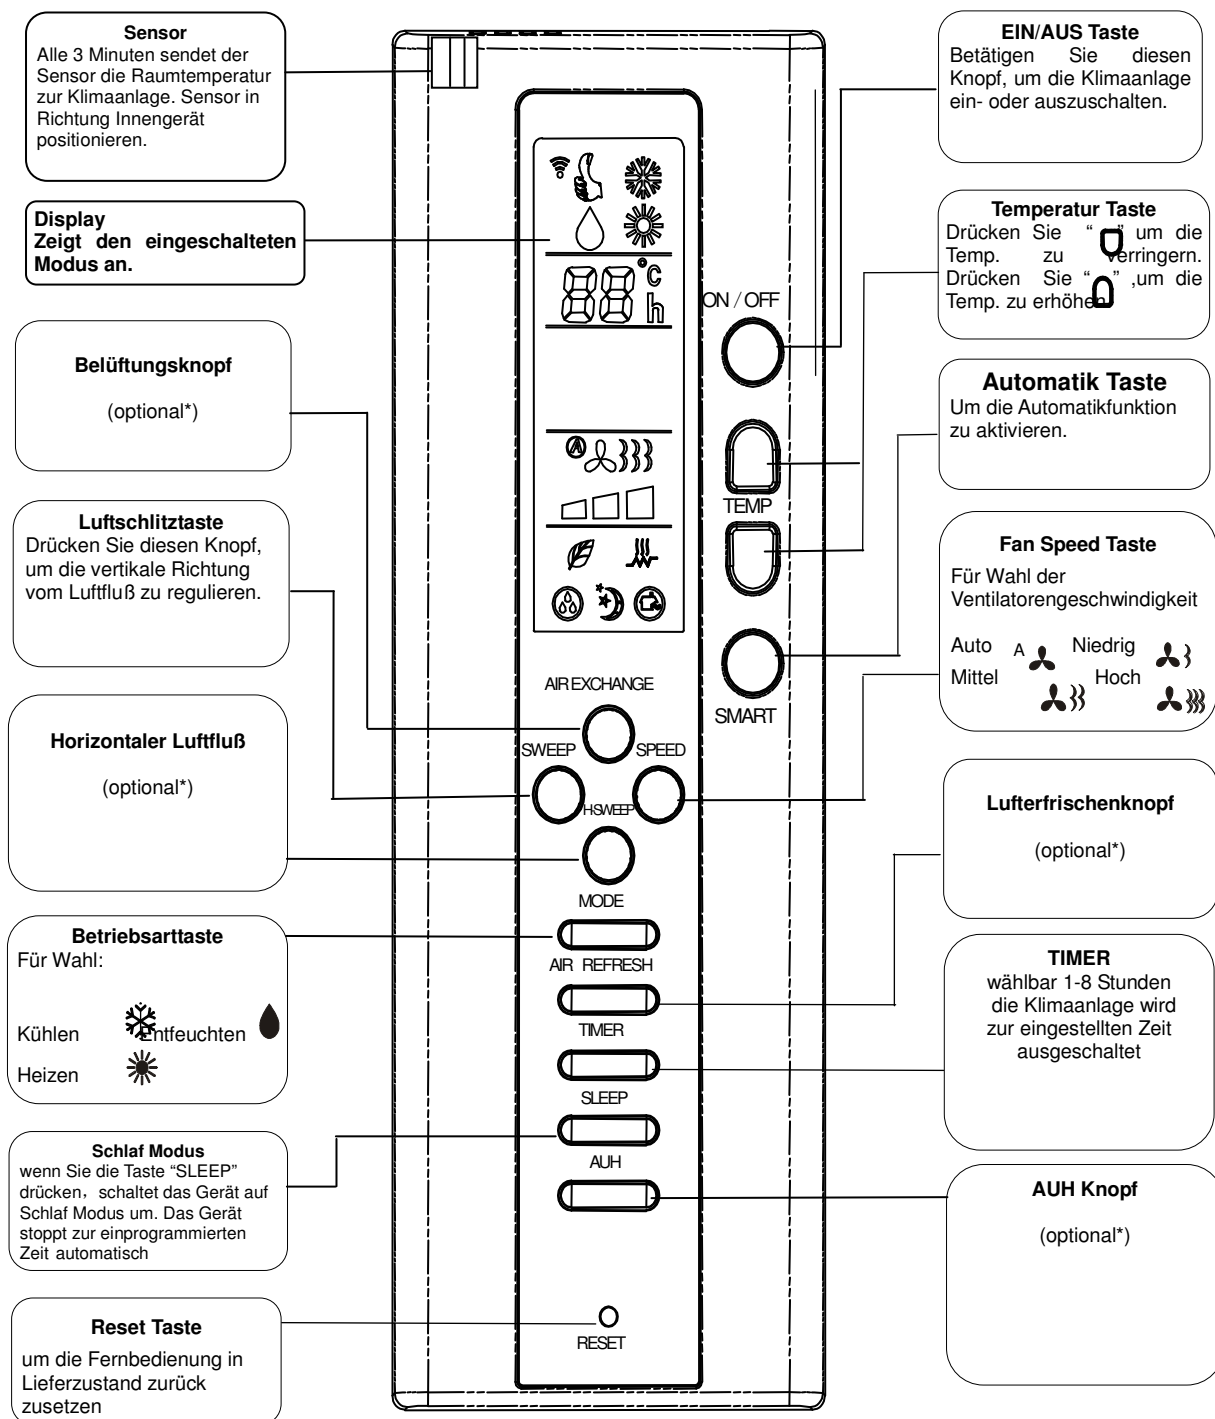 Sensor
Alle 3 Minuten sendet der
Sensor die Raumtemperatur
zur Klimaanlage. Sensor in
Richtung Innengerät
positionieren.
Display
Zeigt den eingeschalteten
Modus an.
Belüftungsknopf
(optional*)
Luftschlitztaste
Drücken Sie diesen Knopf,
um die vertikale Richtung
vom Luftfluß zu regulieren.
Horizontaler Luftfluß
(optional*)
Betriebsarttaste
Für Wahl:
Kühlen Entfeuchten
Heizen
Schlaf Modus
wenn Sie die Taste “SLEEP”
drücken, schaltet das Gerät auf
Schlaf Modus um. Das Gerät
stoppt zur einprogrammierten
Zeit automatisch
Reset Taste
um die Fernbedienung in
Lieferzustand zurück
zusetzen
°C
88
h
A
ON / OFF
TEMP
SMART
AIR EXCHANGE
SWEEP SPEED
H-SWEEP
MODE
AIR REFRESH
TIMER
SLEEP
AUH
RESET
EIN/AUS Taste
Betätigen Sie diesen
Knopf, um die Klimaanlage
ein- oder auszuschalten.
Temperatur Taste
Drücken Sie “ ” um die
Temp. zu verringern.
Drücken Sie “ ” ,um die
Temp. zu erhöhen
Automatik Taste
Um die Automatikfunktion
zu aktivieren.
Fan Speed Taste
Für Wahl der
Ventilatorengeschwindigkeit
Auto A Niedrig
Mittel Hoch
Lufterfrischenknopf
(optional*)
TIMER
wählbar 1-8 Stunden
die Klimaanlage wird
zur eingestellten Zeit
ausgeschaltet
AUH Knopf
(optional*)